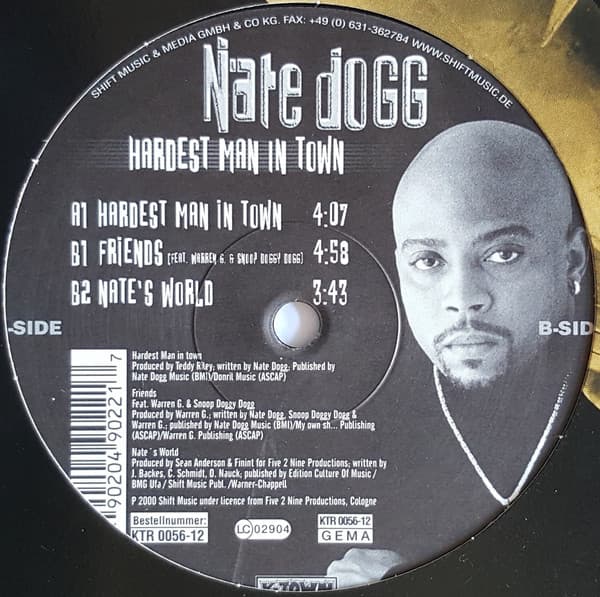 SHIFT MUSIC & MEDIA GMBH & CO KG. FAX: +49 (0) 631-362784 WWW.SHIFTMUSIC.DE
Nate DOGG
HARDEST MAN IN TOWN
A1 HARDEST MAN IN TOWN 4:07
B1 FRIENDS (FEAT. WARREN G. & SNOOP DOGGY DOGG) 4:58
B2 NATE'S WORLD 3:43
-SIDE
B-SID
Hardest Man in town
Produced by Teddy Riley; written by Nate Dogg; Published by
Nate Dogg Music (BMI)/Donril Music (ASCAP)
Friends
Feat. Warren G. & Snoop Doggy Dogg
Produced by Warren G.; written by Nate Dogg, Snoop Doggy Dogg &
Warren G.; published by Nate Dogg Music (BMI)/My own sh... Publishing
(ASCAP)/Warren G. Publishing (ASCAP)
Nate´s World
Produced by Sean Anderson & Finint for Five 2 Nine Productions; written by
J. Backes, C. Schmidt, O. Nauck; published by Edition Culture Of Music /
BMG Ufa / Shift Music Publ. /Warner-Chappell
P 2000 Shift Music under licence from Five 2 Nine Productions, Cologne
90204 90221 7
Bestellnummer:
KTR 0056-12
LC 02904
KTR 0056-12
GEMA
K-TOWN